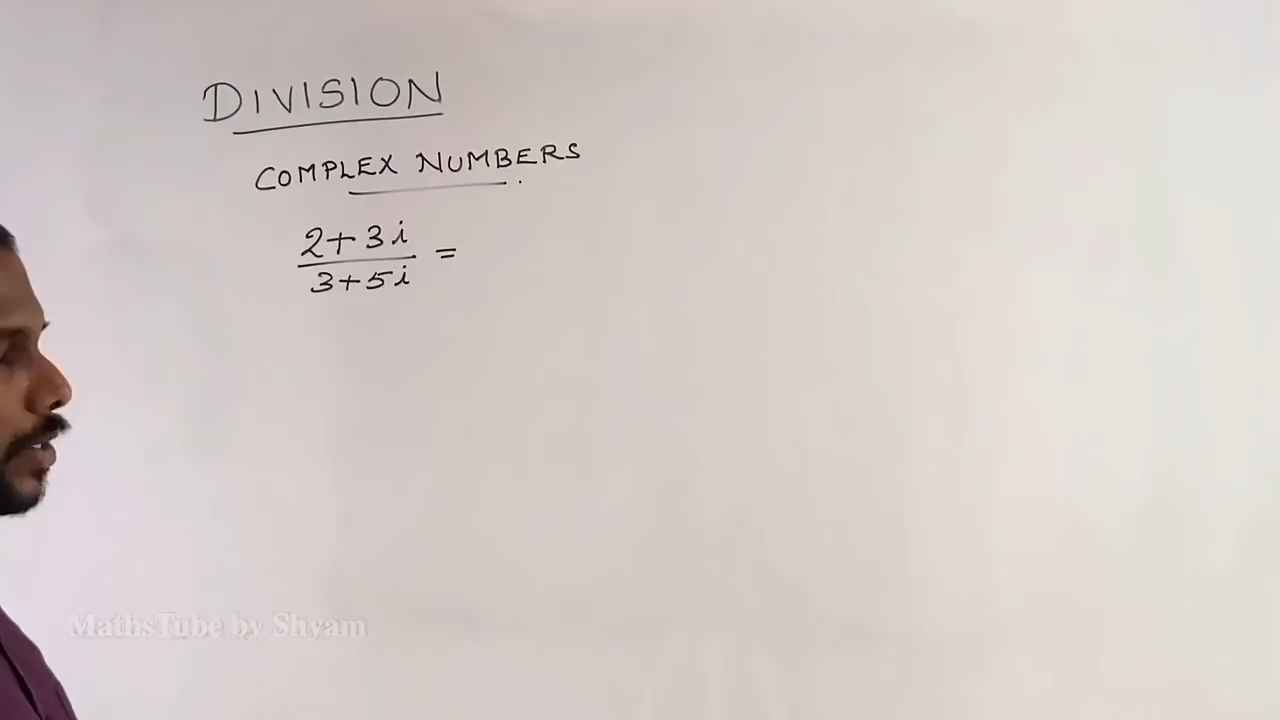 DIVISION
COMPLEX NUMBERS
2+3i
3+5i =
MathsTube by Shyam